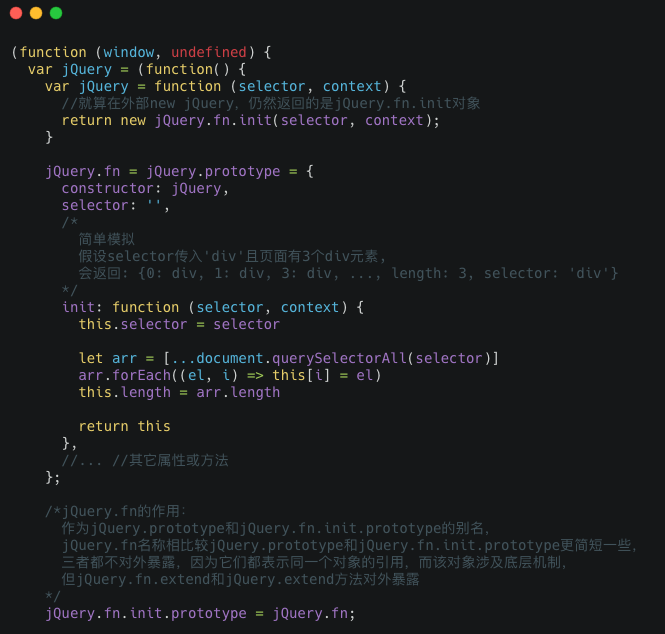 (function (window, undefined) {
  var jQuery = (function() {
    var jQuery = function (selector, context) {
      //就算在外部new jQuery，仍然返回的是jQuery.fn.init对象
      return new jQuery.fn.init(selector, context);
    }

    jQuery.fn = jQuery.prototype = {
      constructor: jQuery,
      selector: '',
      /*
        简单模拟
        假设selector传入'div'且页面有3个div元素,
        会返回: {0: div, 1: div, 3: div, ..., length: 3, selector: 'div'}
      */
      init: function (selector, context) {
        this.selector = selector

        let arr = [...document.querySelectorAll(selector)]
        arr.forEach((el, i) => this[i] = el)
        this.length = arr.length

        return this
      },
      //... //其它属性或方法
    };

    /*jQuery.fn的作用:
      作为jQuery.prototype和jQuery.fn.init.prototype的别名,
      jQuery.fn名称相比较jQuery.prototype和jQuery.fn.init.prototype更简短一些,
      三者都不对外暴露, 因为它们都表示同一个对象的引用, 而该对象涉及底层机制,
      但jQuery.fn.extend和jQuery.extend方法对外暴露
    */
    jQuery.fn.init.prototype = jQuery.fn;